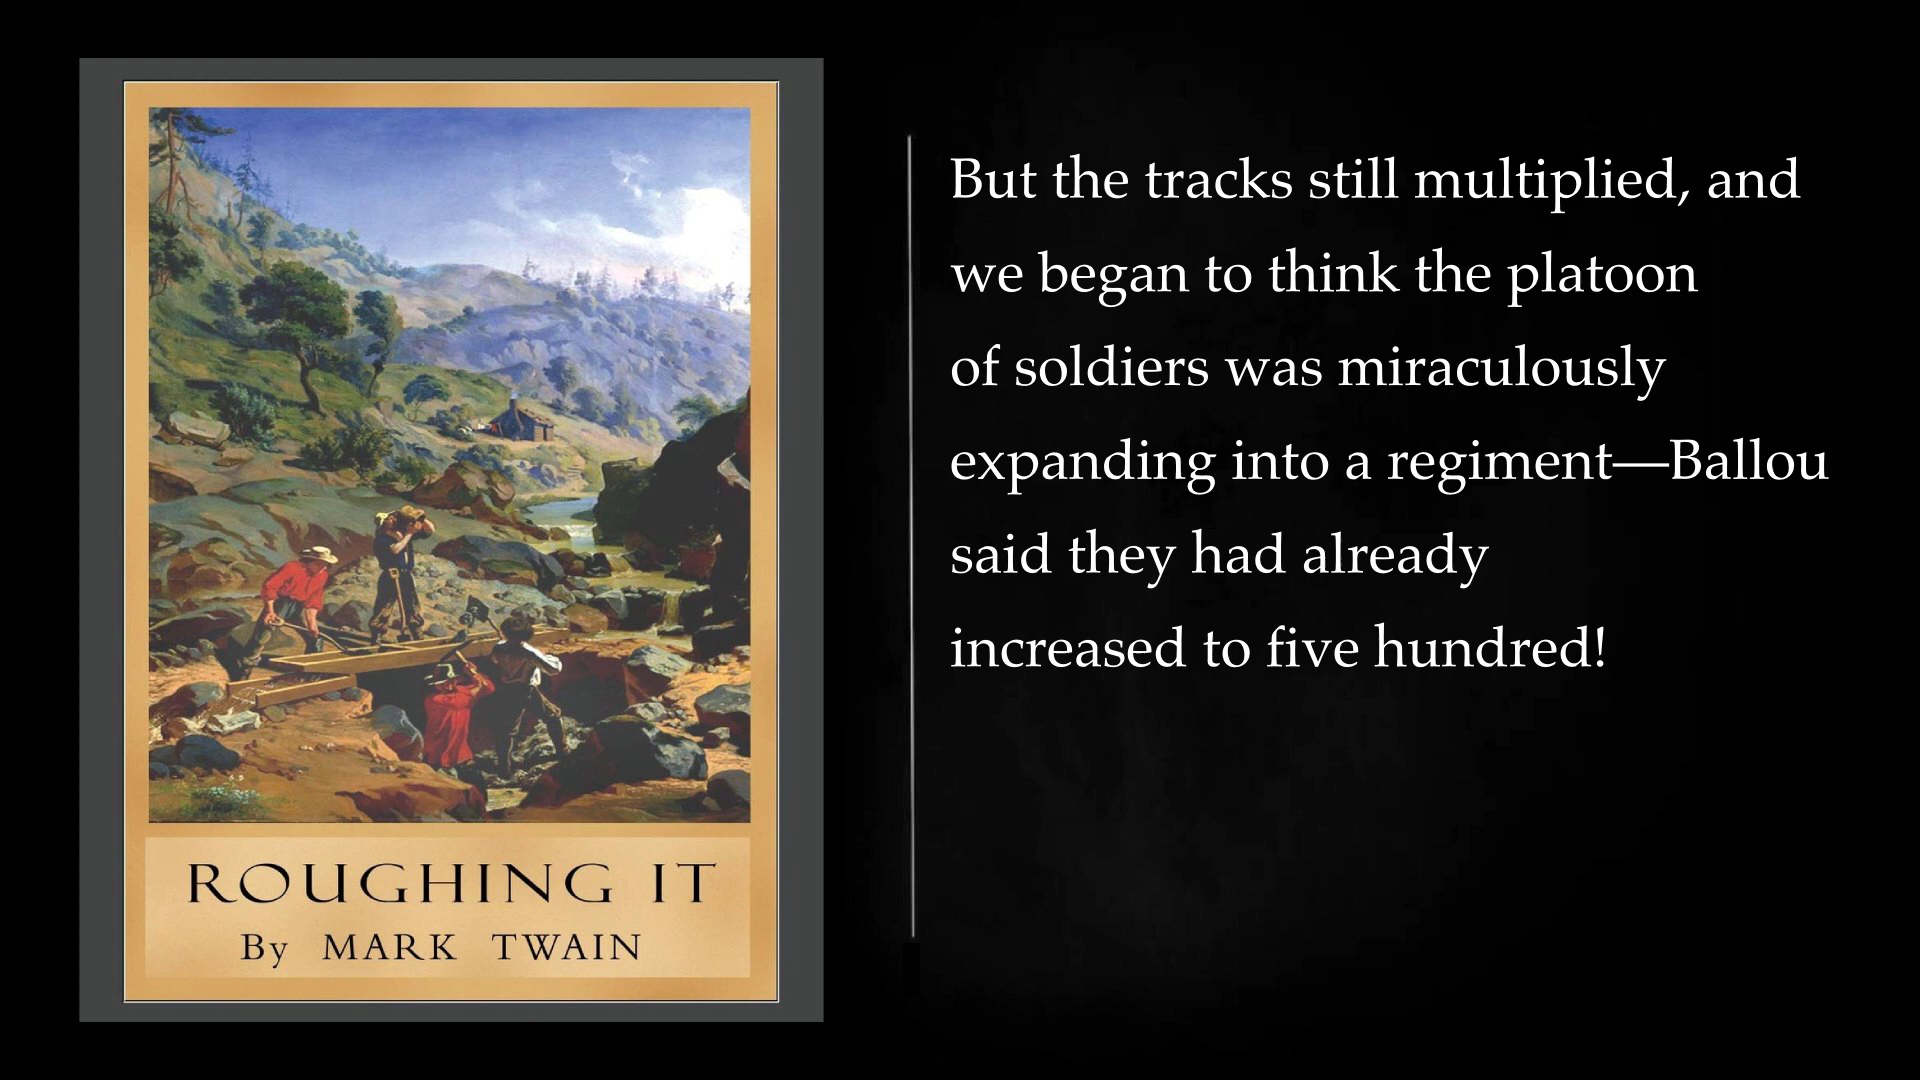 ROUGHING IT
By MARK TWAIN
But the tracks still multiplied, and
we began to think the platoon
of soldiers was miraculously
expanding into a regiment—Ballou
said they had already
increased to five hundred!